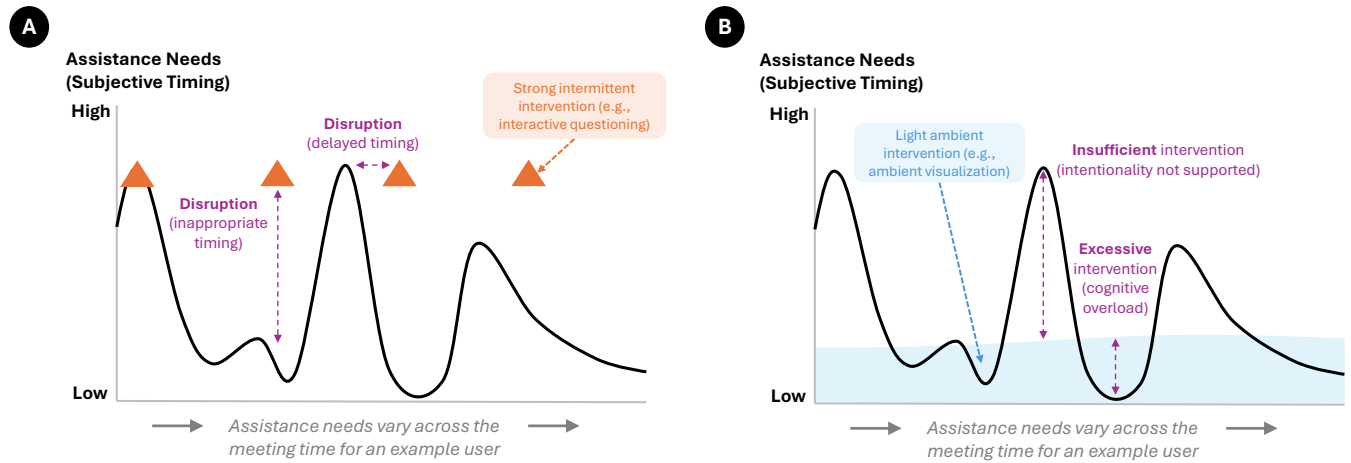 A
Assistance Needs
(Subjective Timing)
High
Disruption
(delayed timing)
Strong intermittent
intervention (e.g.,
interactive questioning)
Disruption
(inappropriate
timing)
Low
Assistance needs vary across the
meeting time for an example user
B
Assistance Needs
(Subjective Timing)
High
Light ambient
intervention (e.g.,
ambient visualization)
Insufficient intervention
(intentionality not supported)
Excessive
intervention
(cognitive
overload)
Low
Assistance needs vary across the
meeting time for an example user